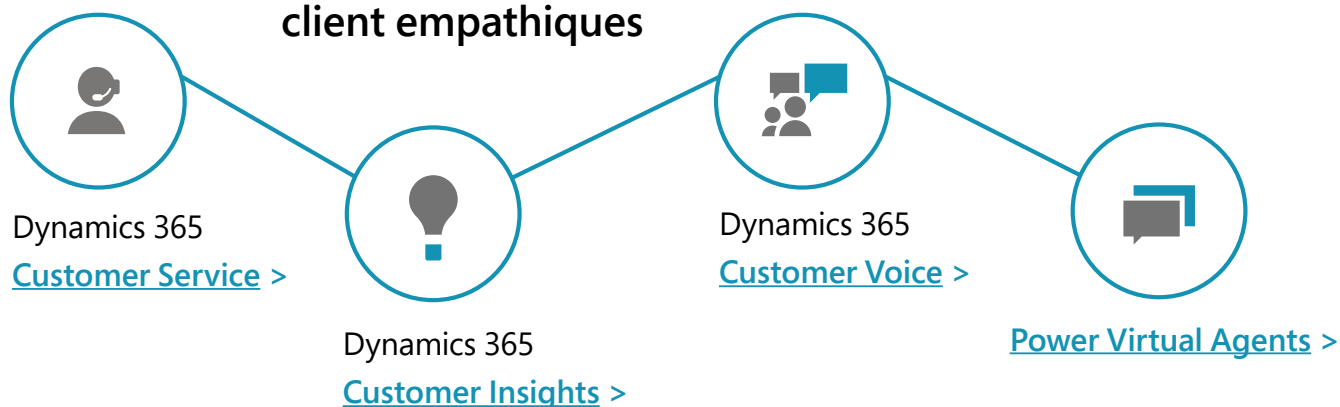 client empathiques
Dynamics 365
Customer Service >
Dynamics 365
Customer Insights >
Dynamics 365
Customer Voice >
Power Virtual Agents >